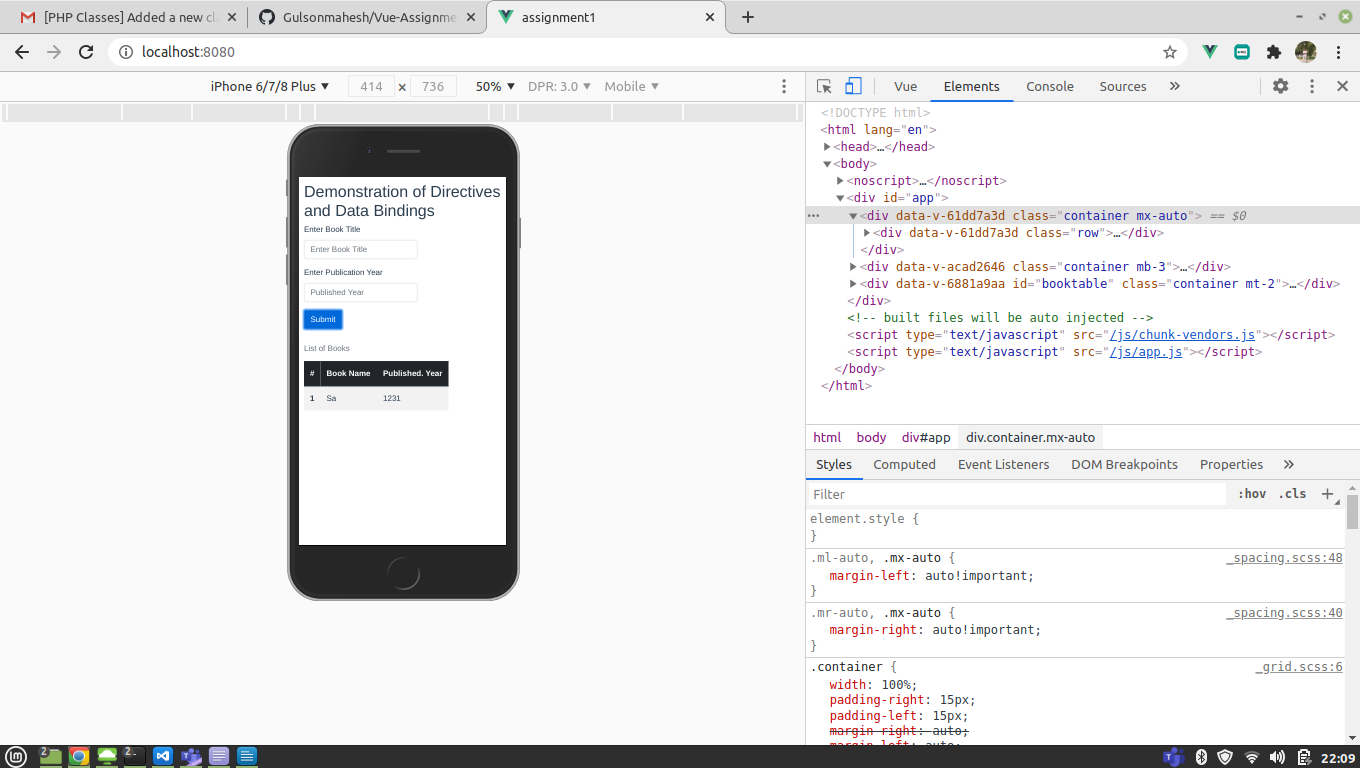 [PHP Classes] Added a new cl
Gulsonmahesh/Vue-Assignme
assignment1
localhost:8080
iPhone 6/7/8 Plus ▼ 414 × 736 50% ▼ DPR: 3.0 ▼ Mobile ▼
Demonstration of Directives
and Data Bindings
Enter Book Title
Enter Book Title
Enter Publication Year
Published Year
Submit
List of Books
# Book Name Published. Year
1 Sa 1231
Vue Elements Console Sources »
<!DOCTYPE html>
<html lang="en">
▶<head>…</head>
▼<body>
▶<noscript>…</noscript>
▼<div id="app">
… ▼<div data-v-61dd7a3d class="container mx-auto"> == $0
▶<div data-v-61dd7a3d class="row">…</div>
</div>
▶<div data-v-acad2646 class="container mb-3">…</div>
▶<div data-v-6881a9aa id="booktable" class="container mt-2">…</div>
</div>
<!-- built files will be auto injected -->
<script type="text/javascript" src="/js/chunk-vendors.js"></script>
<script type="text/javascript" src="/js/app.js"></script>
</body>
</html>
html body div#app div.container.mx-auto
Styles Computed Event Listeners DOM Breakpoints Properties »
Filter :hov .cls +
element.style {
}
.ml-auto, .mx-auto { _spacing.scss:48
margin-left: auto!important;
}
.mr-auto, .mx-auto { _spacing.scss:40
margin-right: auto!important;
}
.container { _grid.scss:6
width: 100%;
padding-right: 15px;
padding-left: 15px;
margin-right: auto;
margin-left: auto;
2 2 22:09